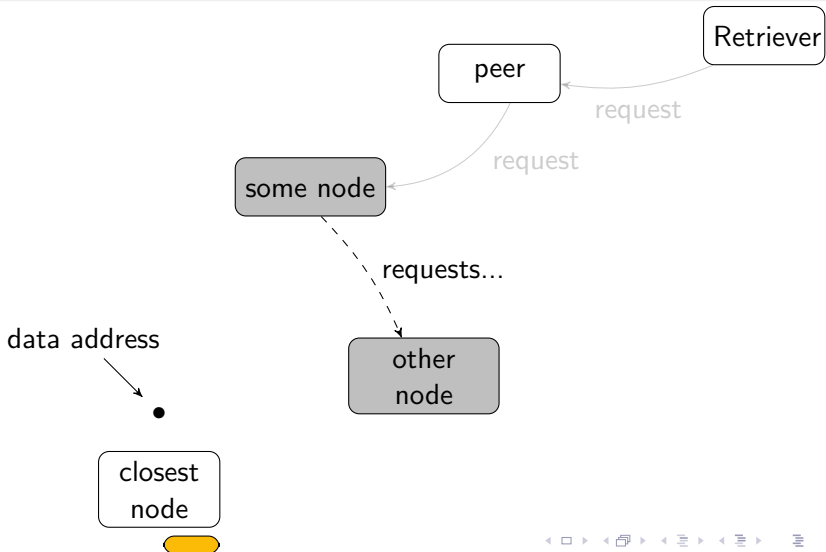 Retriever
peer
request
request
some node
requests...
data address
other
node
closest
node